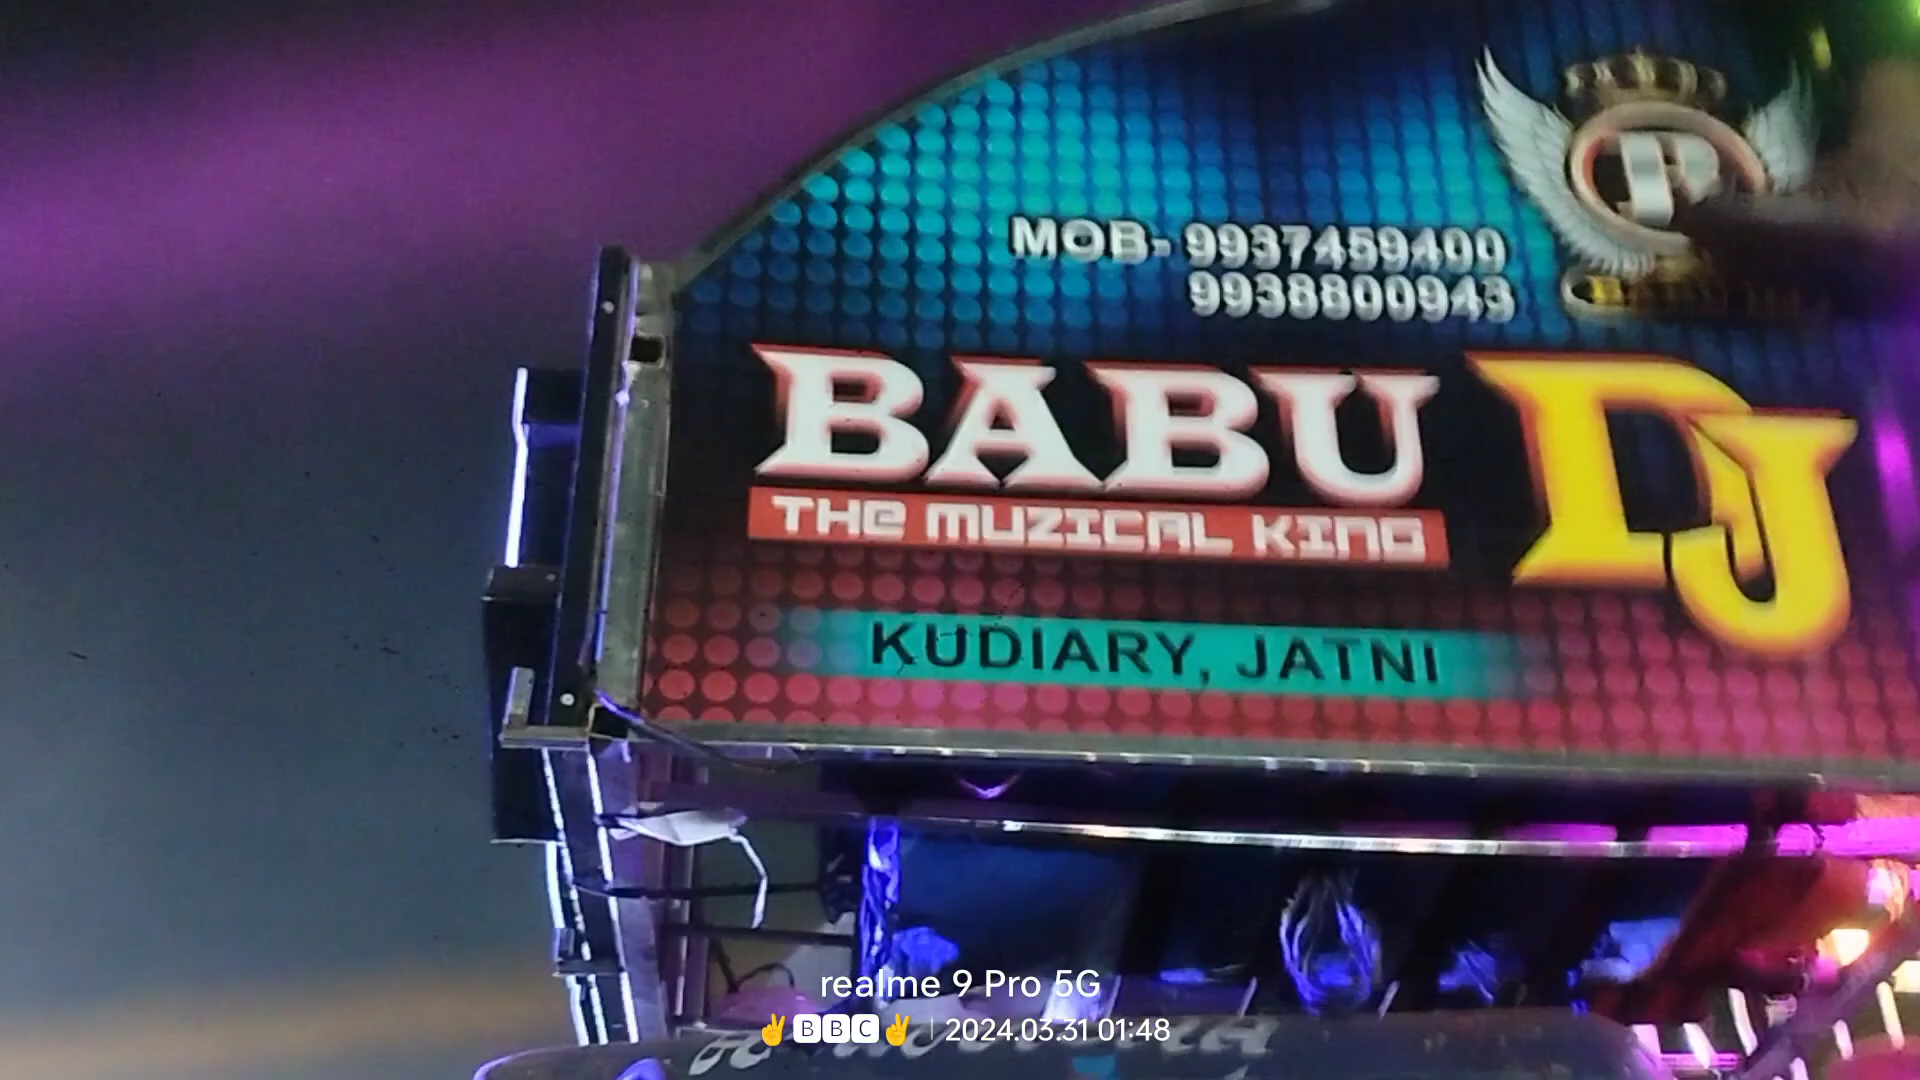 MOB- 9937459400
9938800943
BABU DJ
THE MUZICAL KING
KUDIARY, JATNI
realme 9 Pro 5G
✌🅱🅱🅲✌ | 2024.03.31 01:48